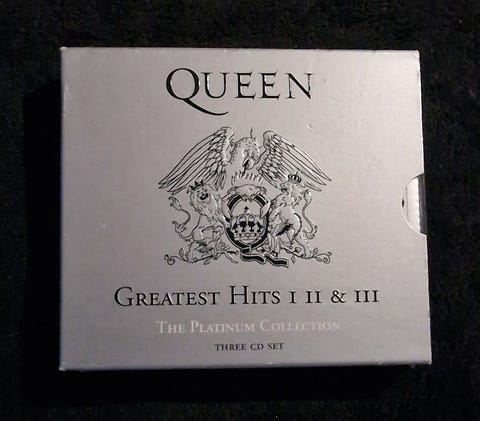 QUEEN
GREATEST HITS I II & III
THE PLATINUM COLLECTION
THREE CD SET